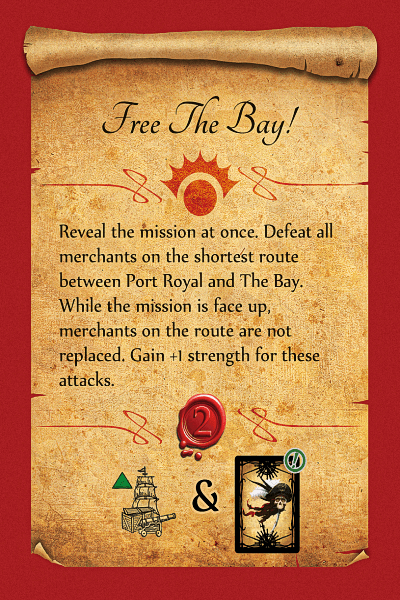 Free The Bay!
Reveal the mission at once. Defeat all
merchants on the shortest route
between Port Royal and The Bay.
While the mission is face up,
merchants on the route are not
replaced. Gain +1 strength for these
attacks.
2
&